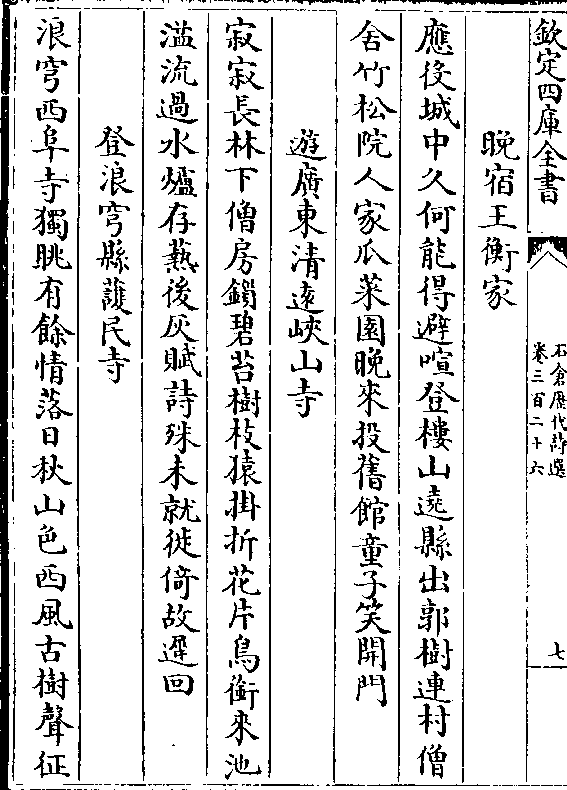 欽定四庫全書
石倉歷代詩選
卷三百二十六
七
晚宿王衡家
應役城中久何能得避喧登樓山遶縣出郭樹連村僧
舍竹松院人家瓜菜園晚來投舊館童子笑開門
遊廣東清遠峽山寺
寂寂長林下僧房鎻碧苔樹枝猿掛折花片鳥銜來池
溢流過水爐存爇後灰賦詩殊未就徙倚故遲回
登浪穹縣護民寺
浪穹西阜寺獨眺有餘情落日秋山色西風古樹聲征